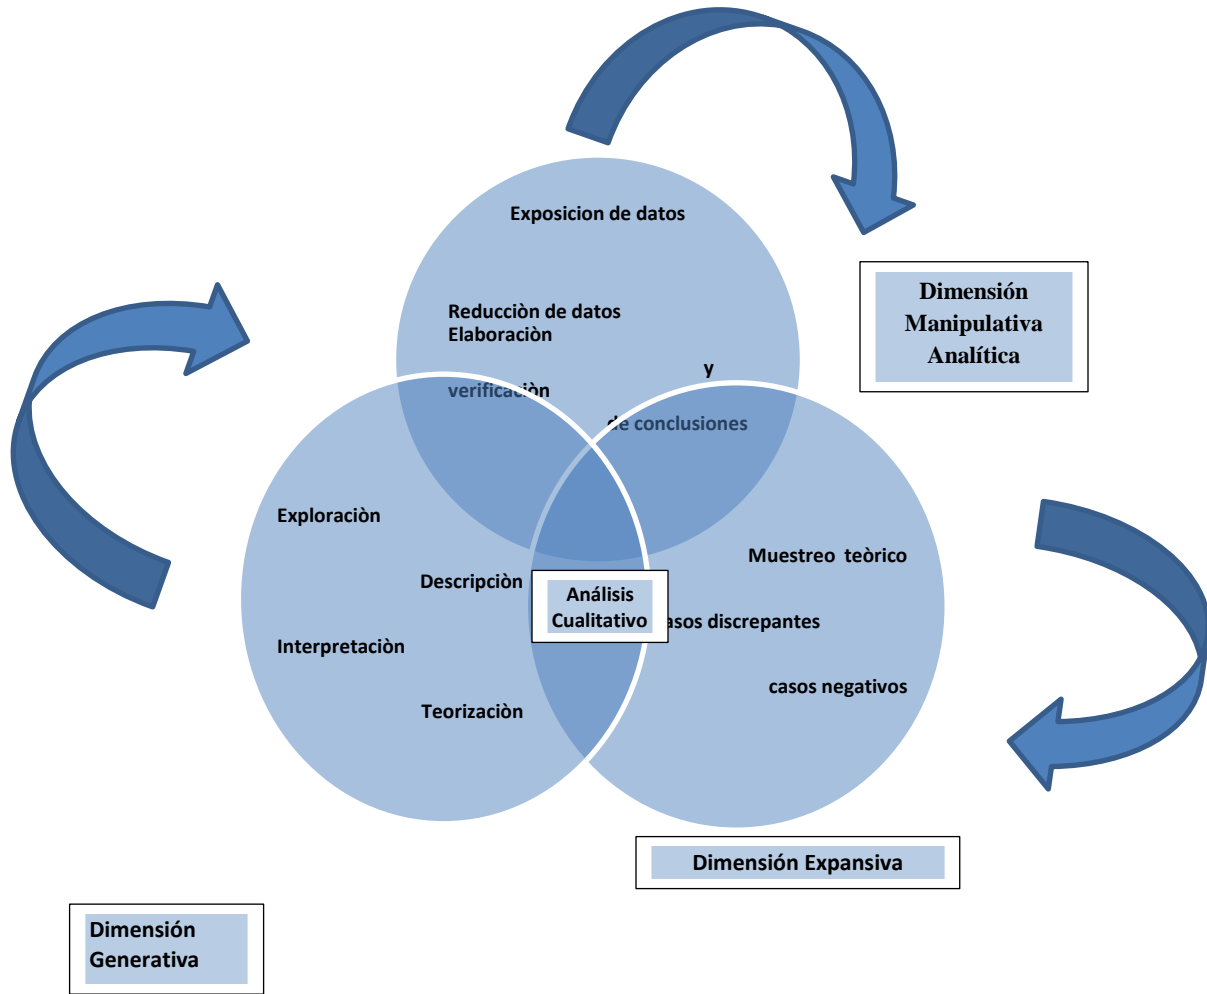 Exposicion de datos
Reducciòn de datos
Elaboraciòn
y
verificaciòn
de conclusiones
Dimensión
Manipulativa
Analítica
Exploraciòn
Descripciòn
Interpretaciòn
Teorizaciòn
Análisis
Cualitativo
Muestreo teòrico
asos discrepantes
casos negativos
Dimensión Expansiva
Dimensión
Generativa